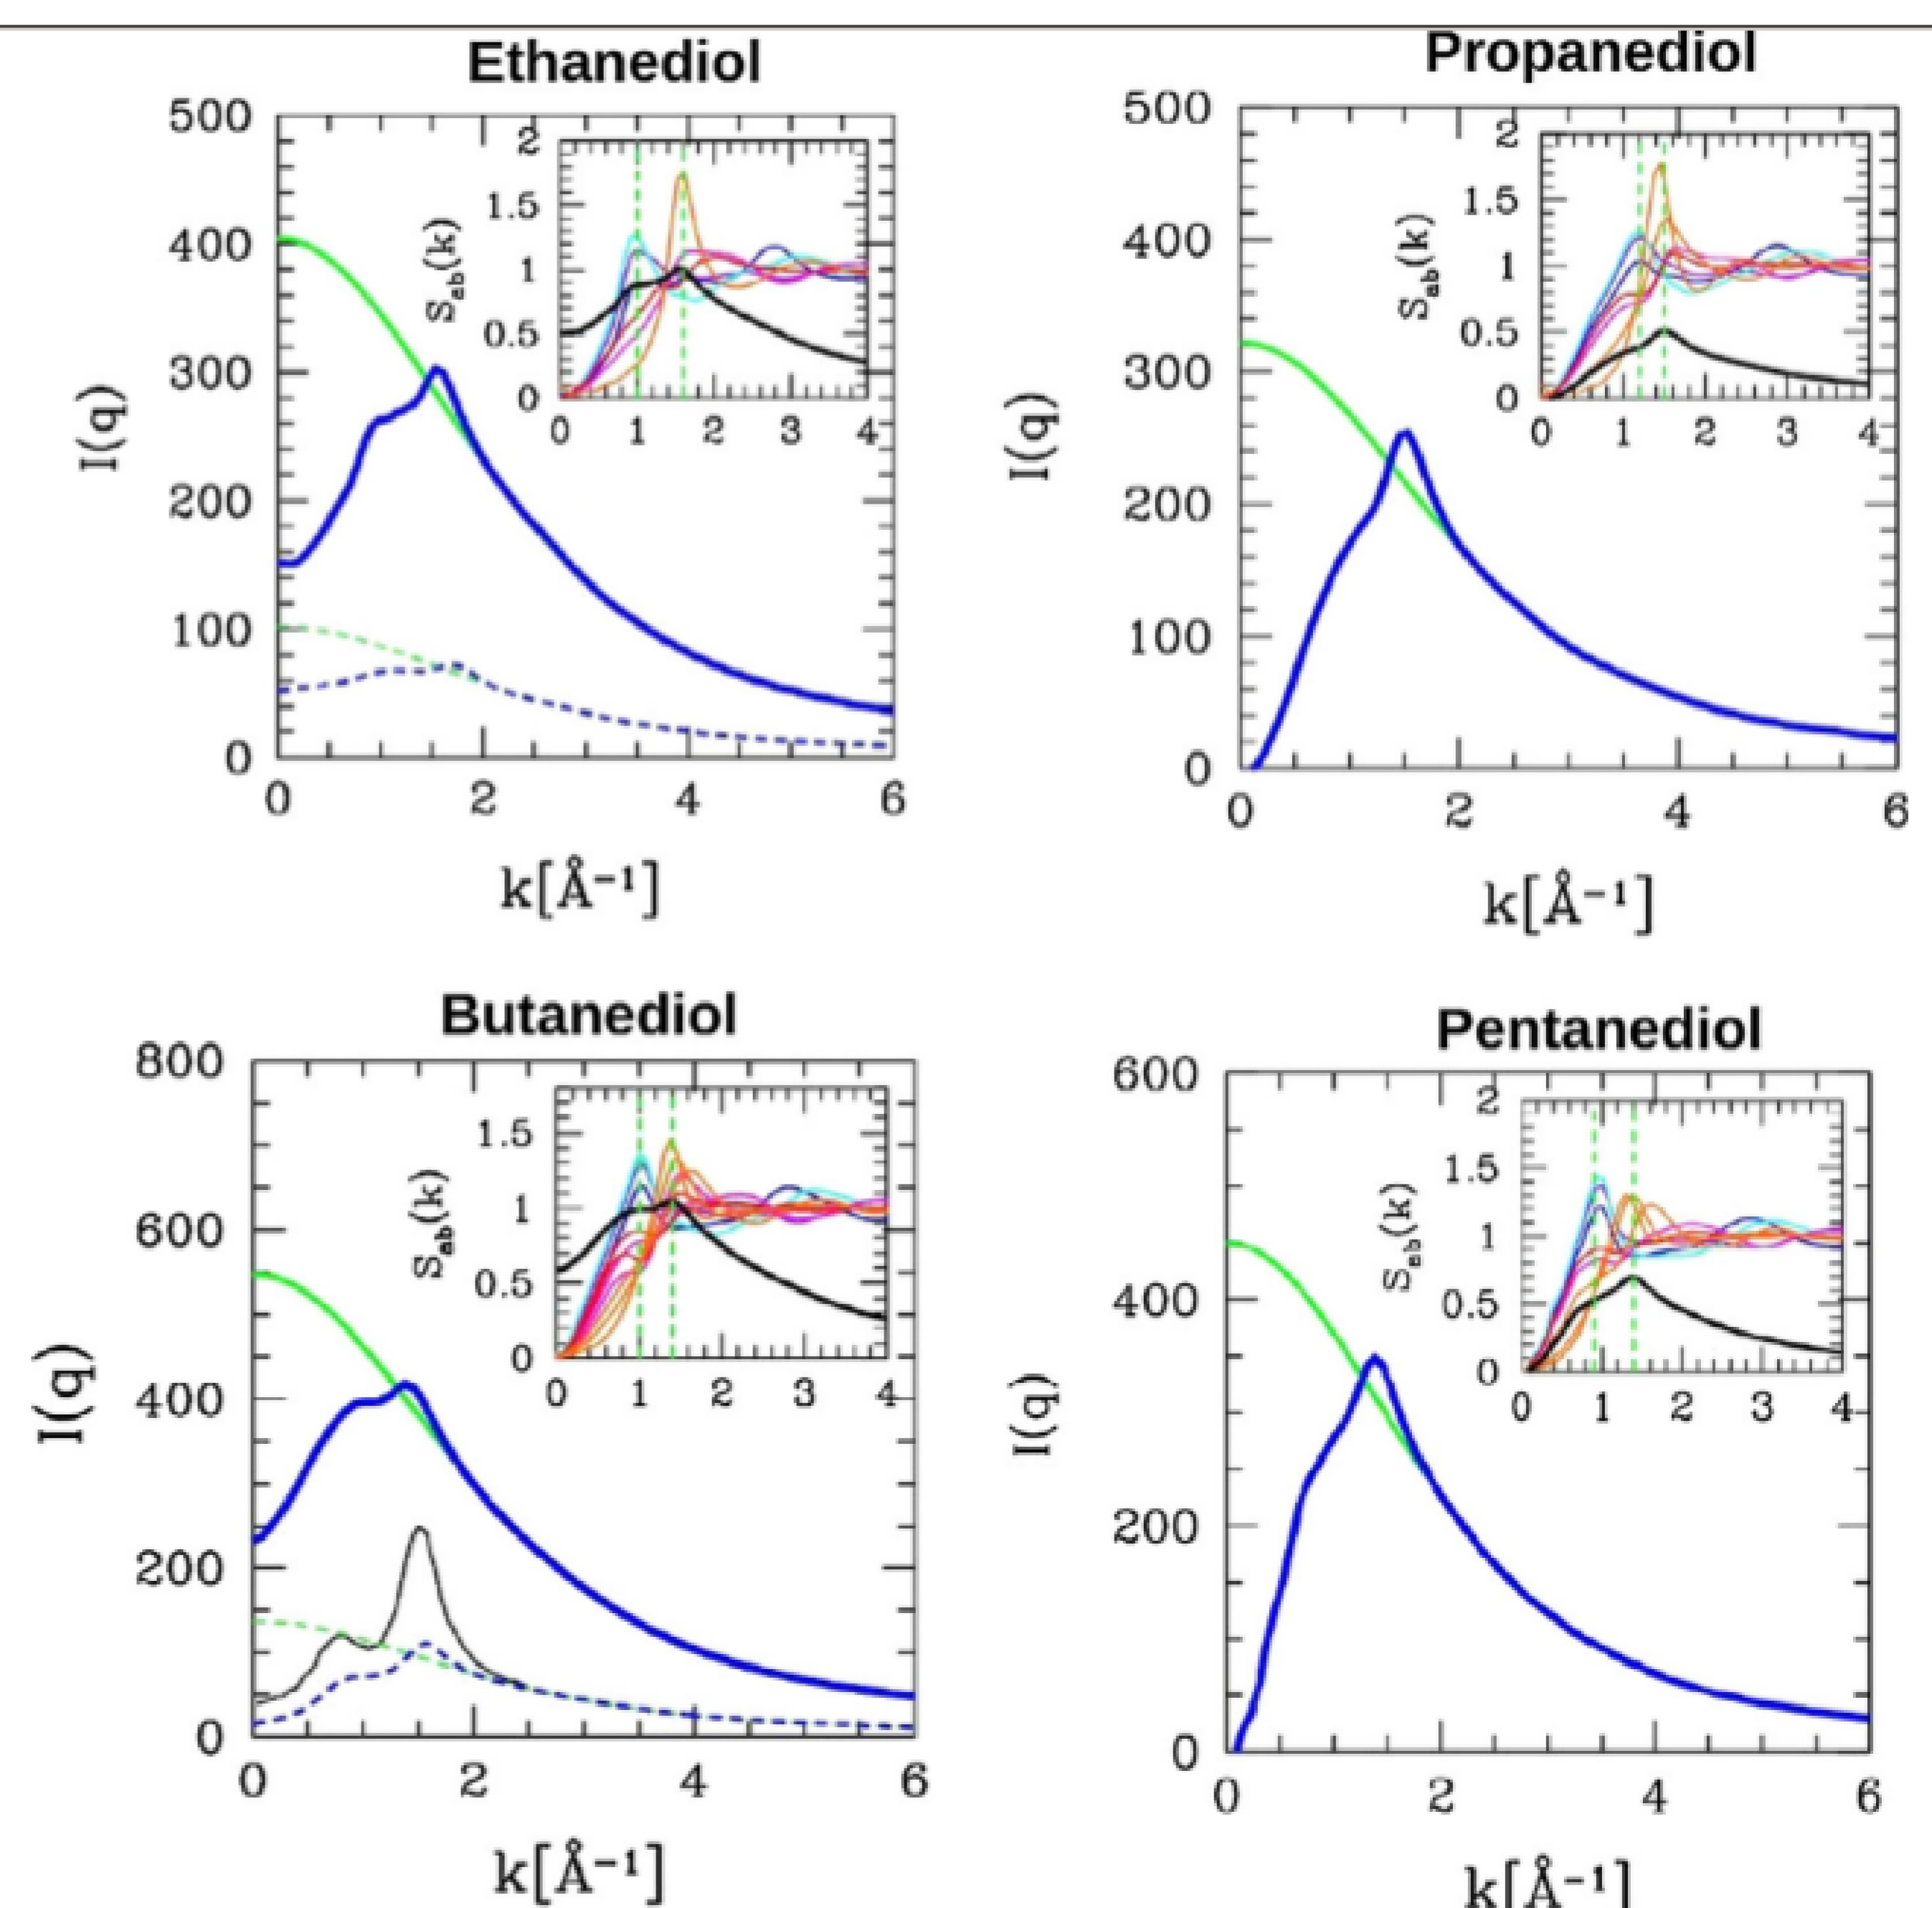 Ethanediol
500
400
300
200
100
0
0 2 4 6
I(q)
k[Å⁻¹]
2
1.5
1
0.5
0
0 1 2 3 4
S_ab(k)
Propanediol
500
400
300
200
100
0
0 2 4 6
I(q)
k[Å⁻¹]
2
1.5
1
0.5
0
0 1 2 3 4
S_ab(k)
Butanediol
800
600
400
200
0
0 2 4 6
I(q)
k[Å⁻¹]
1.5
1
0.5
0
0 1 2 3 4
S_ab(k)
Pentanediol
600
400
200
0
0 2 4 6
I(q)
k[Å⁻¹]
2
1.5
1
0.5
0
0 1 2 3 4
S_ab(k)